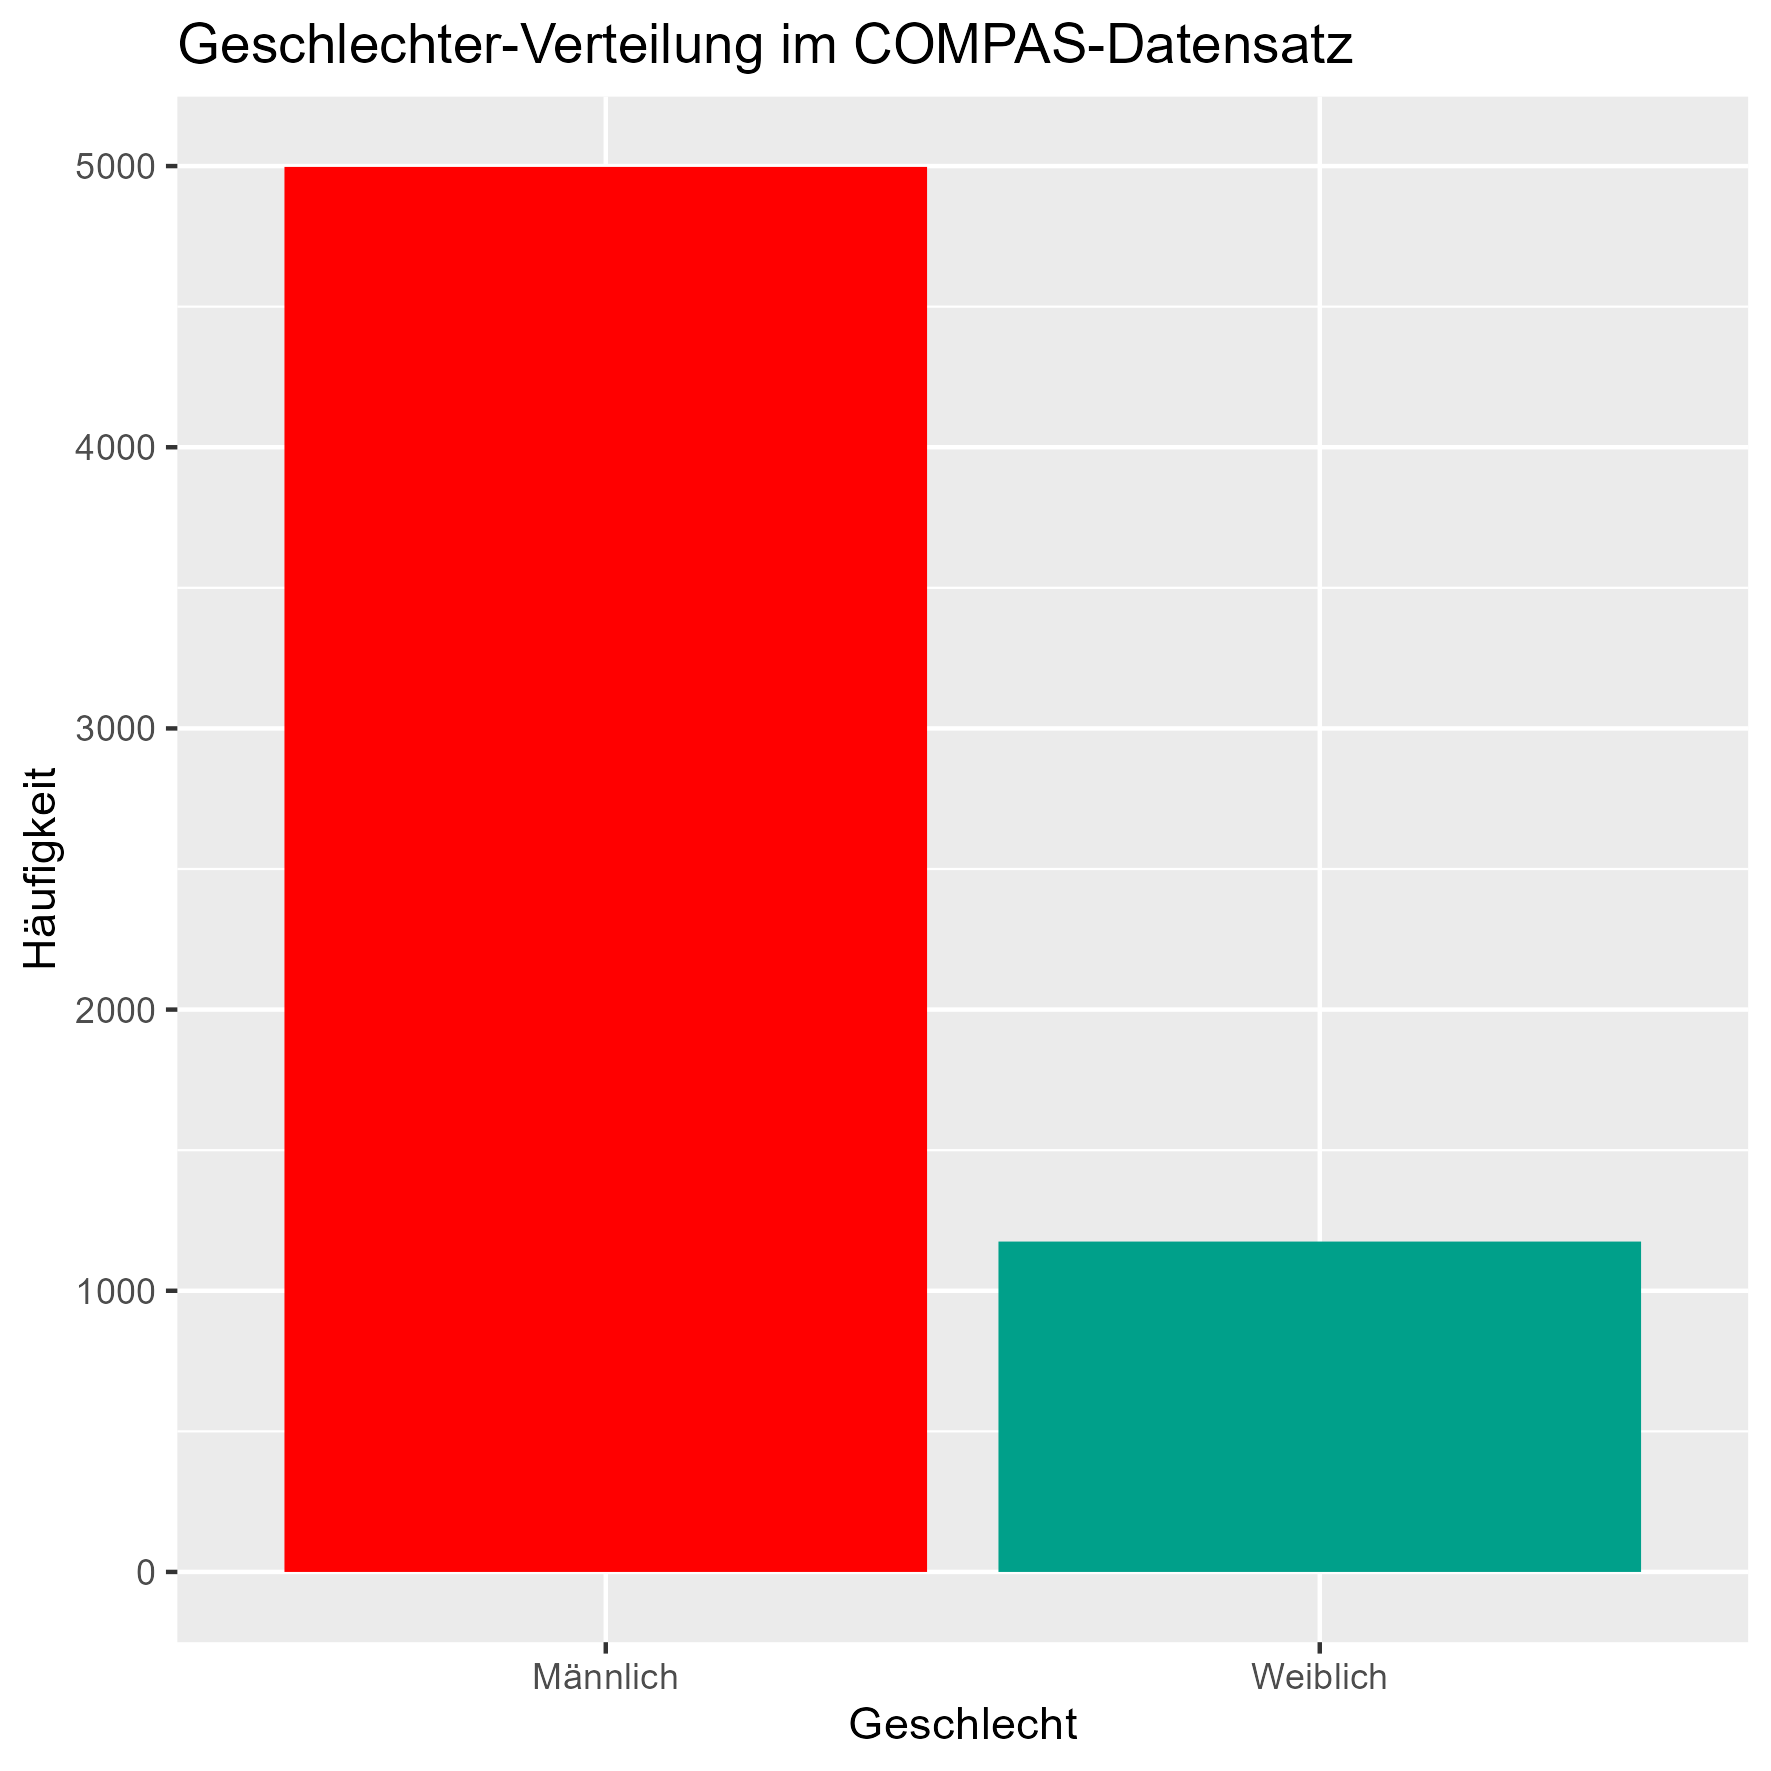 Geschlechter-Verteilung im COMPAS-Datensatz
Häufigkeit
5000
4000
3000
2000
1000
0
Männlich Weiblich
Geschlecht